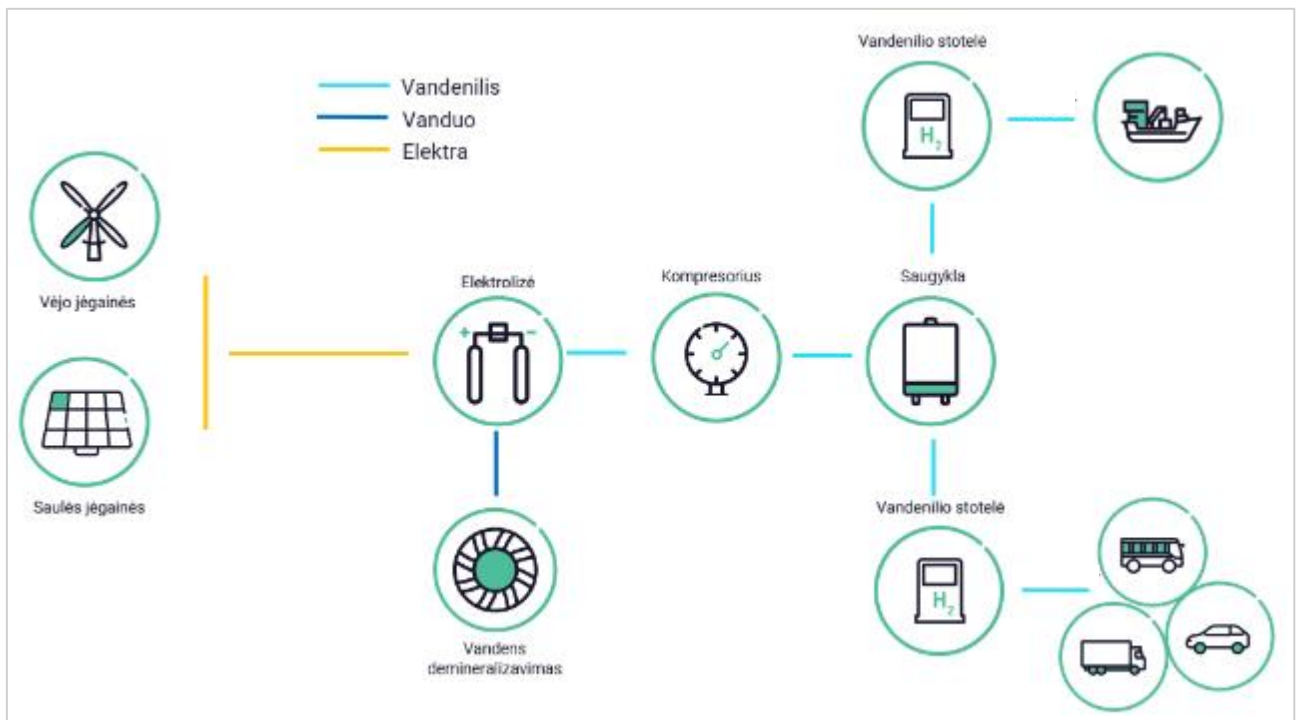 Vandenilio stotelė
H2
Vandenilis
Vanduo
Elektra
Vėjo jėgainės
Elektrolizė
+ −
Kompresorius
Saugykla
Saulės jėgainės
Vandenilio stotelė
H2
Vandens
demineralizavimas